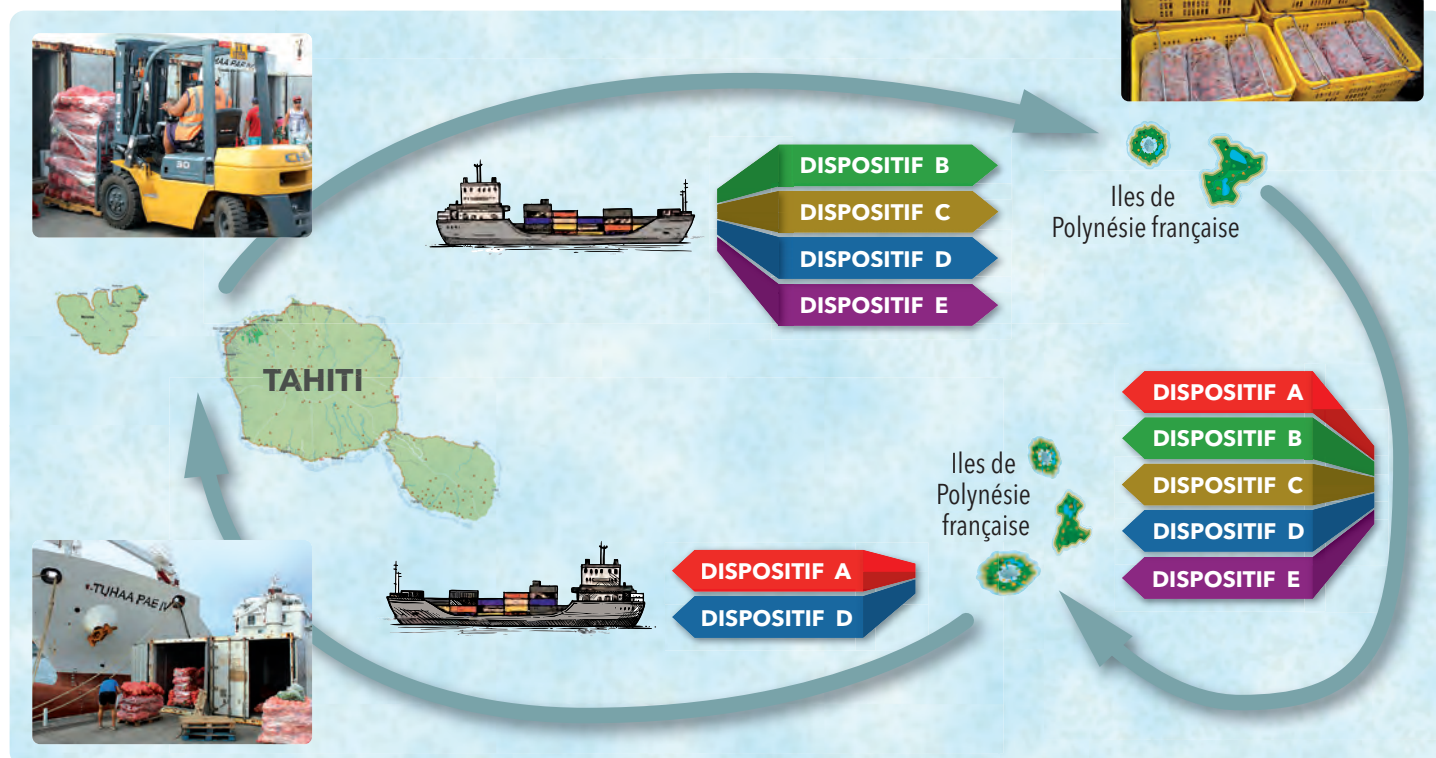 DISPOSITIF B
DISPOSITIF C
DISPOSITIF D
DISPOSITIF E
Iles de
Polynésie française
30
TAHITI
DISPOSITIF A
DISPOSITIF B
DISPOSITIF C
DISPOSITIF D
DISPOSITIF E
Iles de
Polynésie
française
DISPOSITIF A
DISPOSITIF D
TUHAA PAE IV